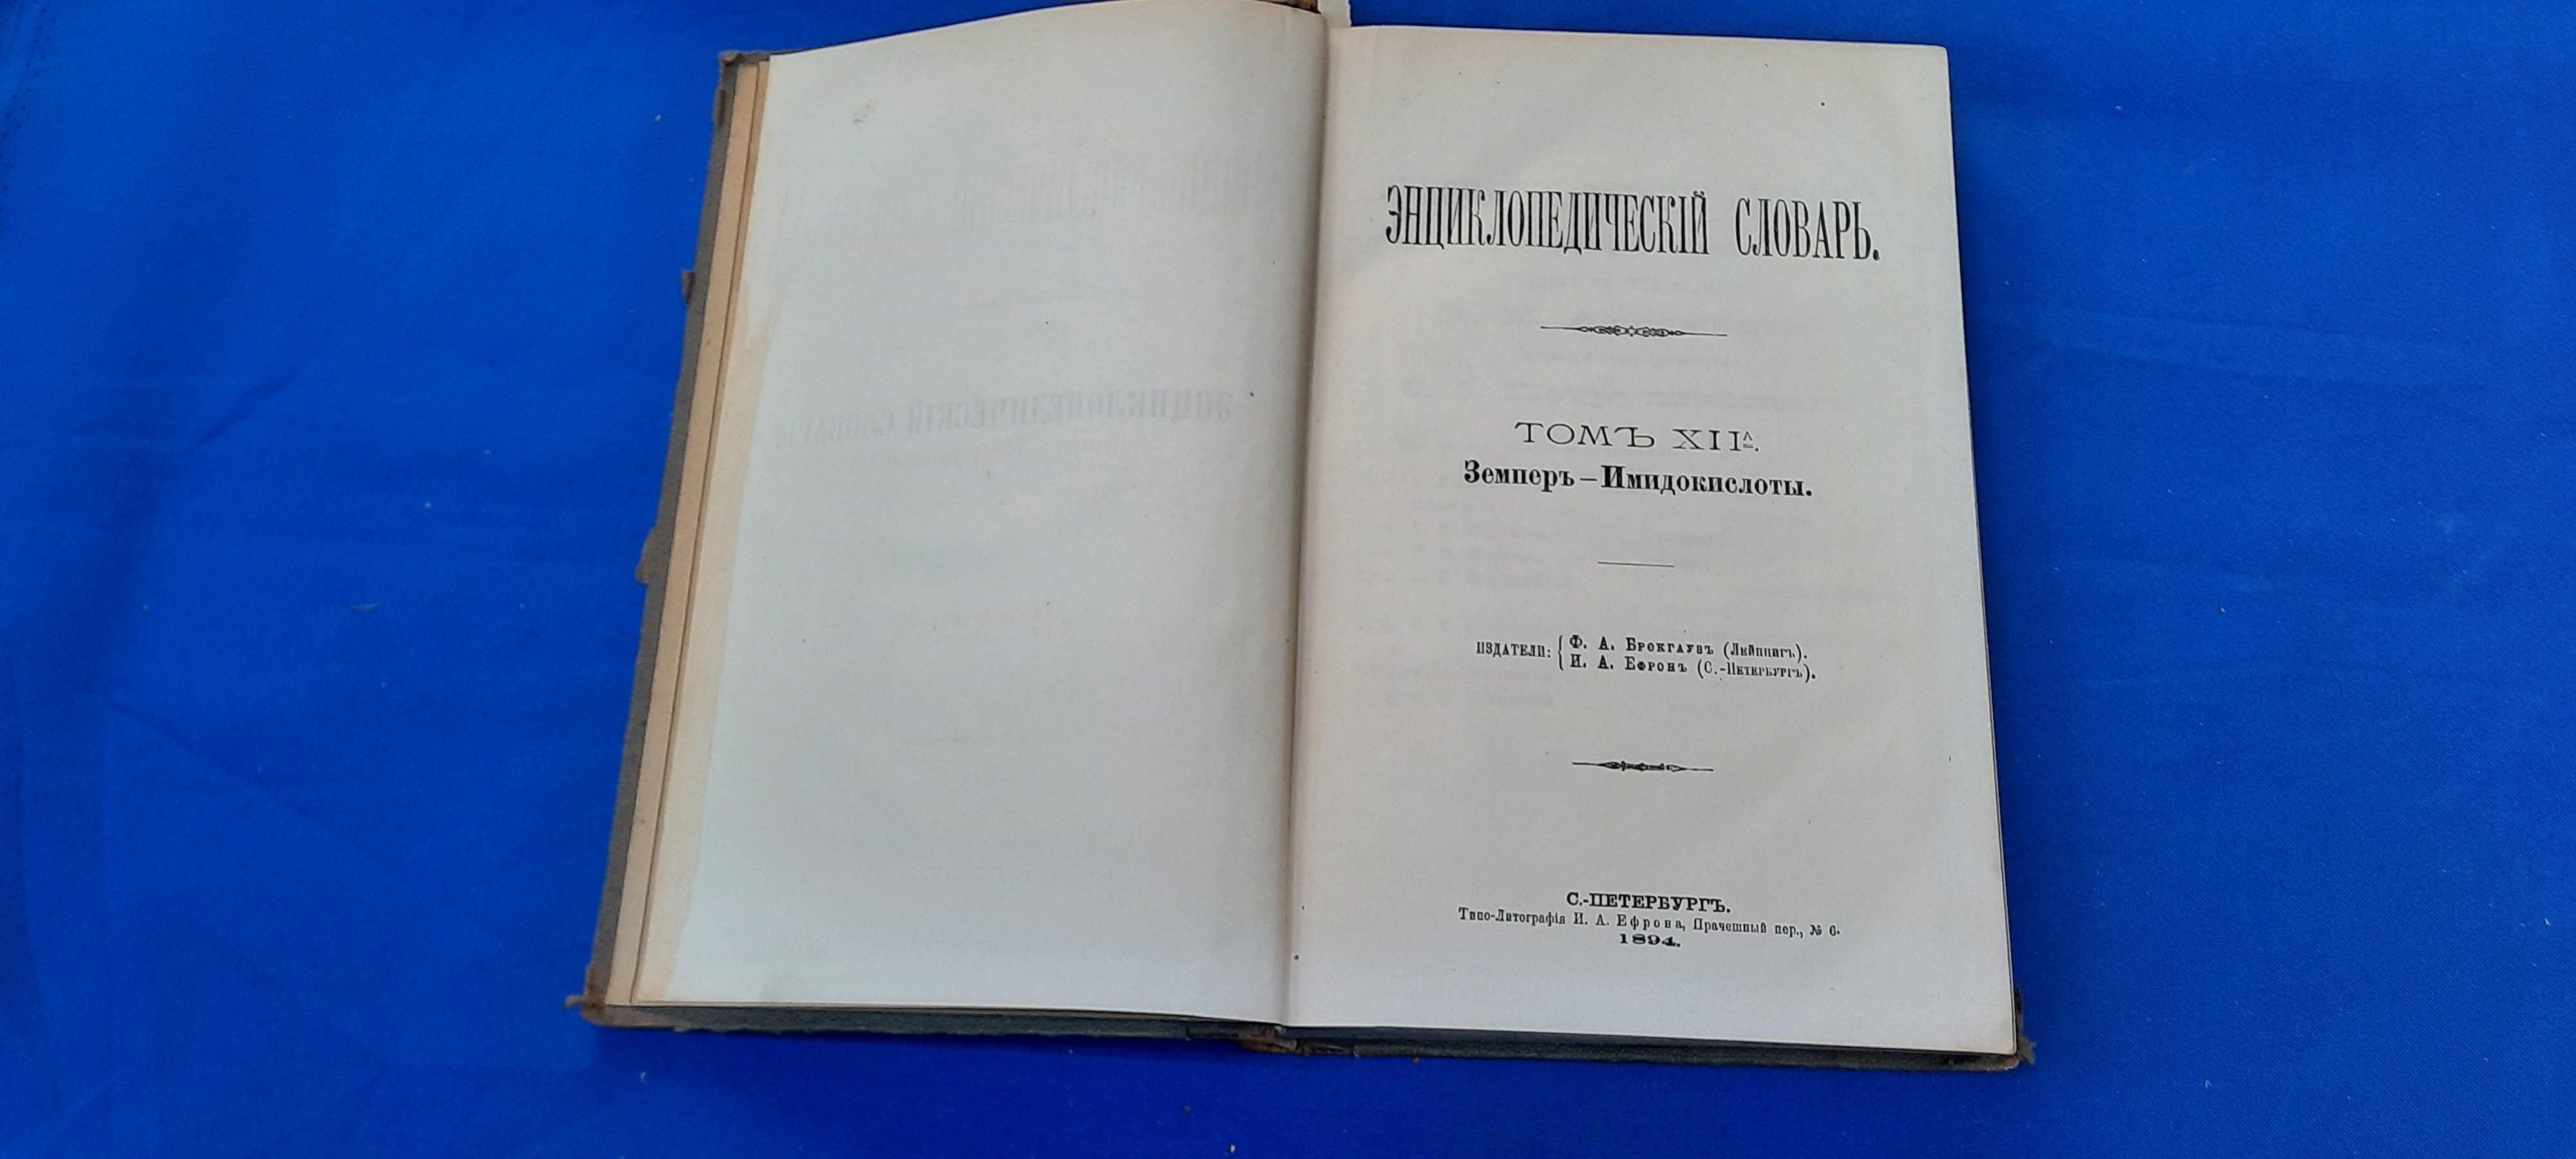 ЭНЦИКЛОПЕДИЧЕСКІЙ СЛОВАРЬ.
ТОМЪ XIIᴬ.
Земперъ – Имидокислоты.
ИЗДАТЕЛИ: { Ф. А. БРОКГАУЗЪ (ЛЕЙПЦИГЪ).
И. А. ЕФРОНЪ (С.-ПЕТЕРБУРГЪ).
С.-ПЕТЕРБУРГЪ.
Типо-Литографія И. А. Ефрона, Прачешный пер., № 6.
1894.